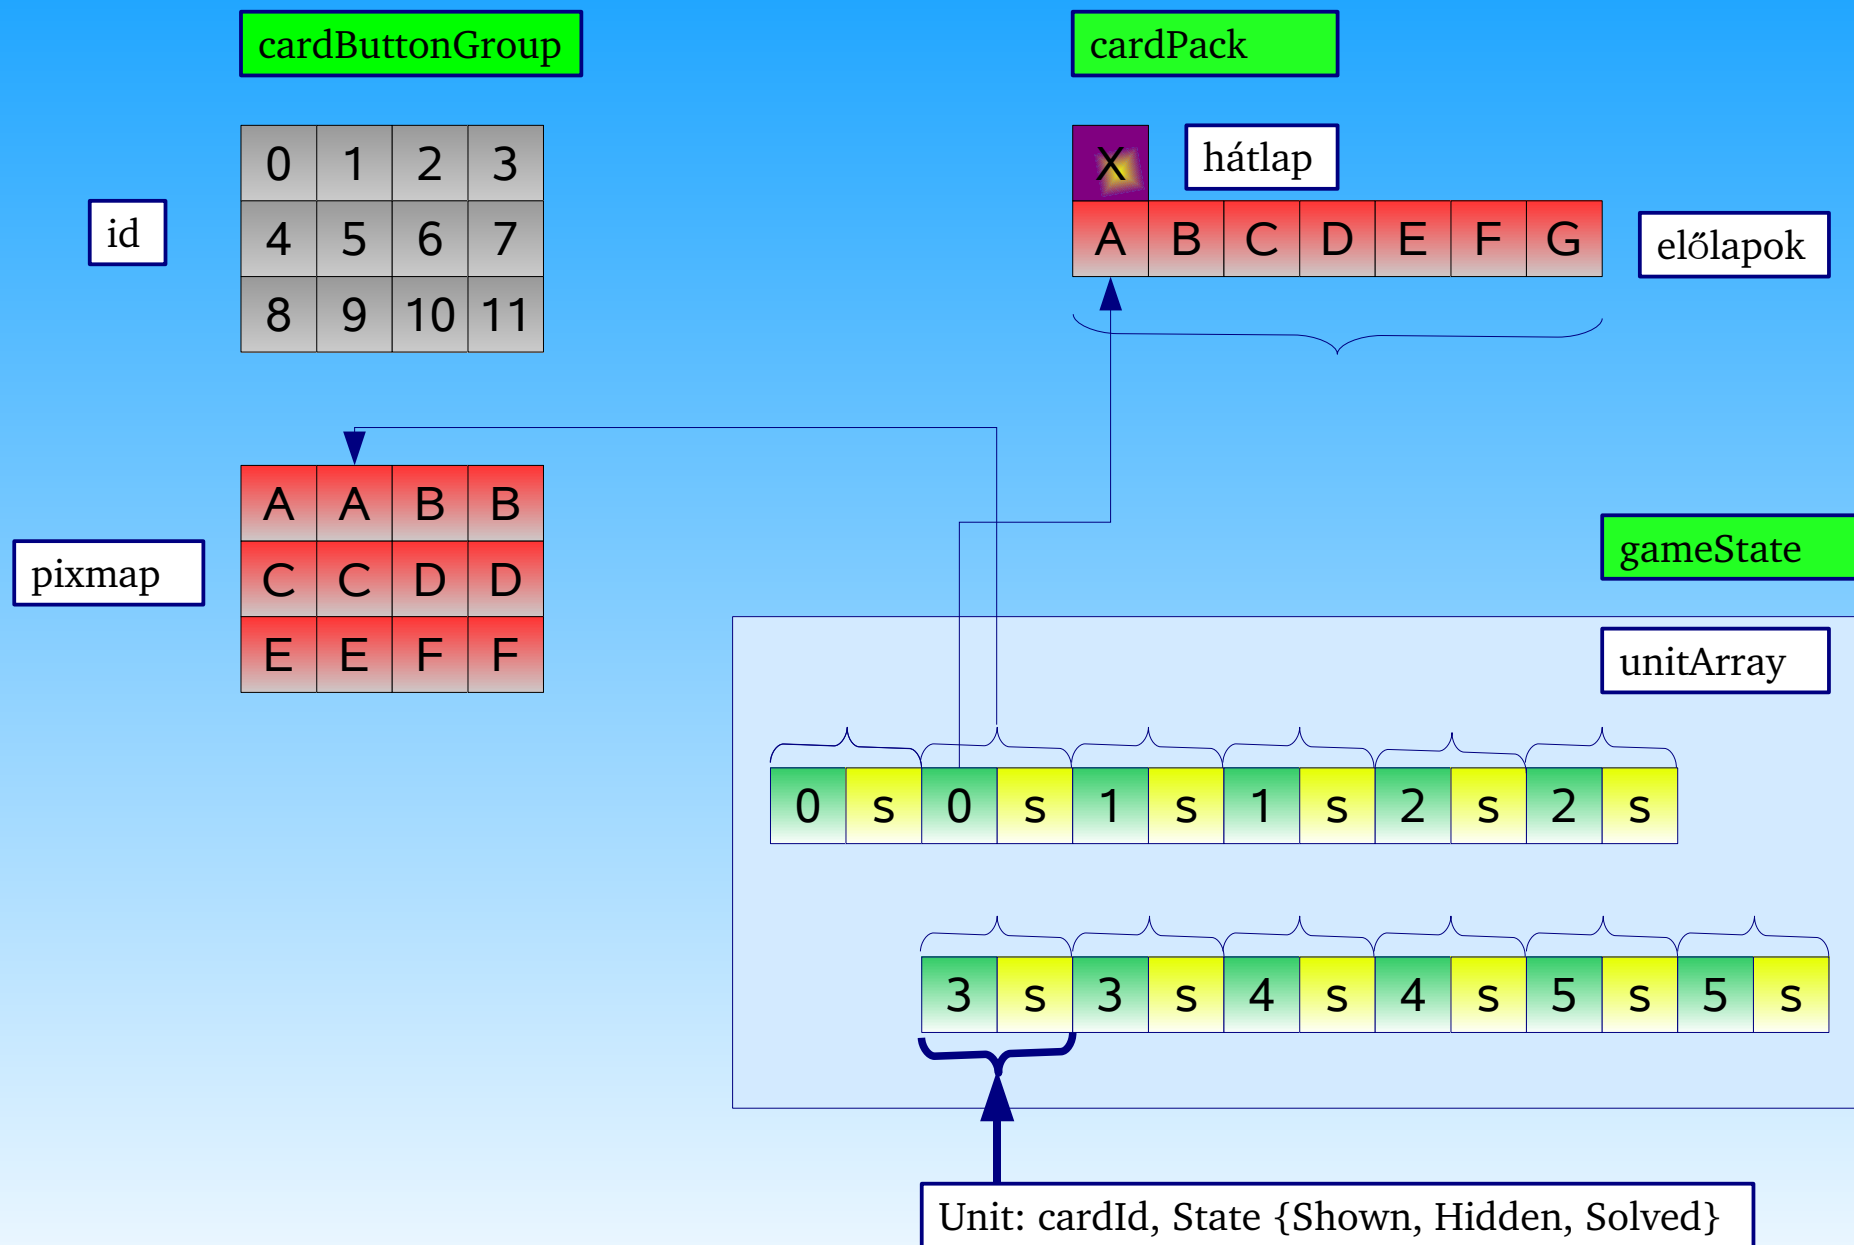 cardButtonGroup
cardPack
0 1 2 3
4 5 6 7
8 9 10 11
id
X
hátlap
A B C D E F G
előlapok
A A B B
C C D D
E E F F
pixmap
gameState
unitArray
0 s 0 s 1 s 1 s 2 s 2 s
3 s 3 s 4 s 4 s 5 s 5 s
Unit: cardId, State {Shown, Hidden, Solved}